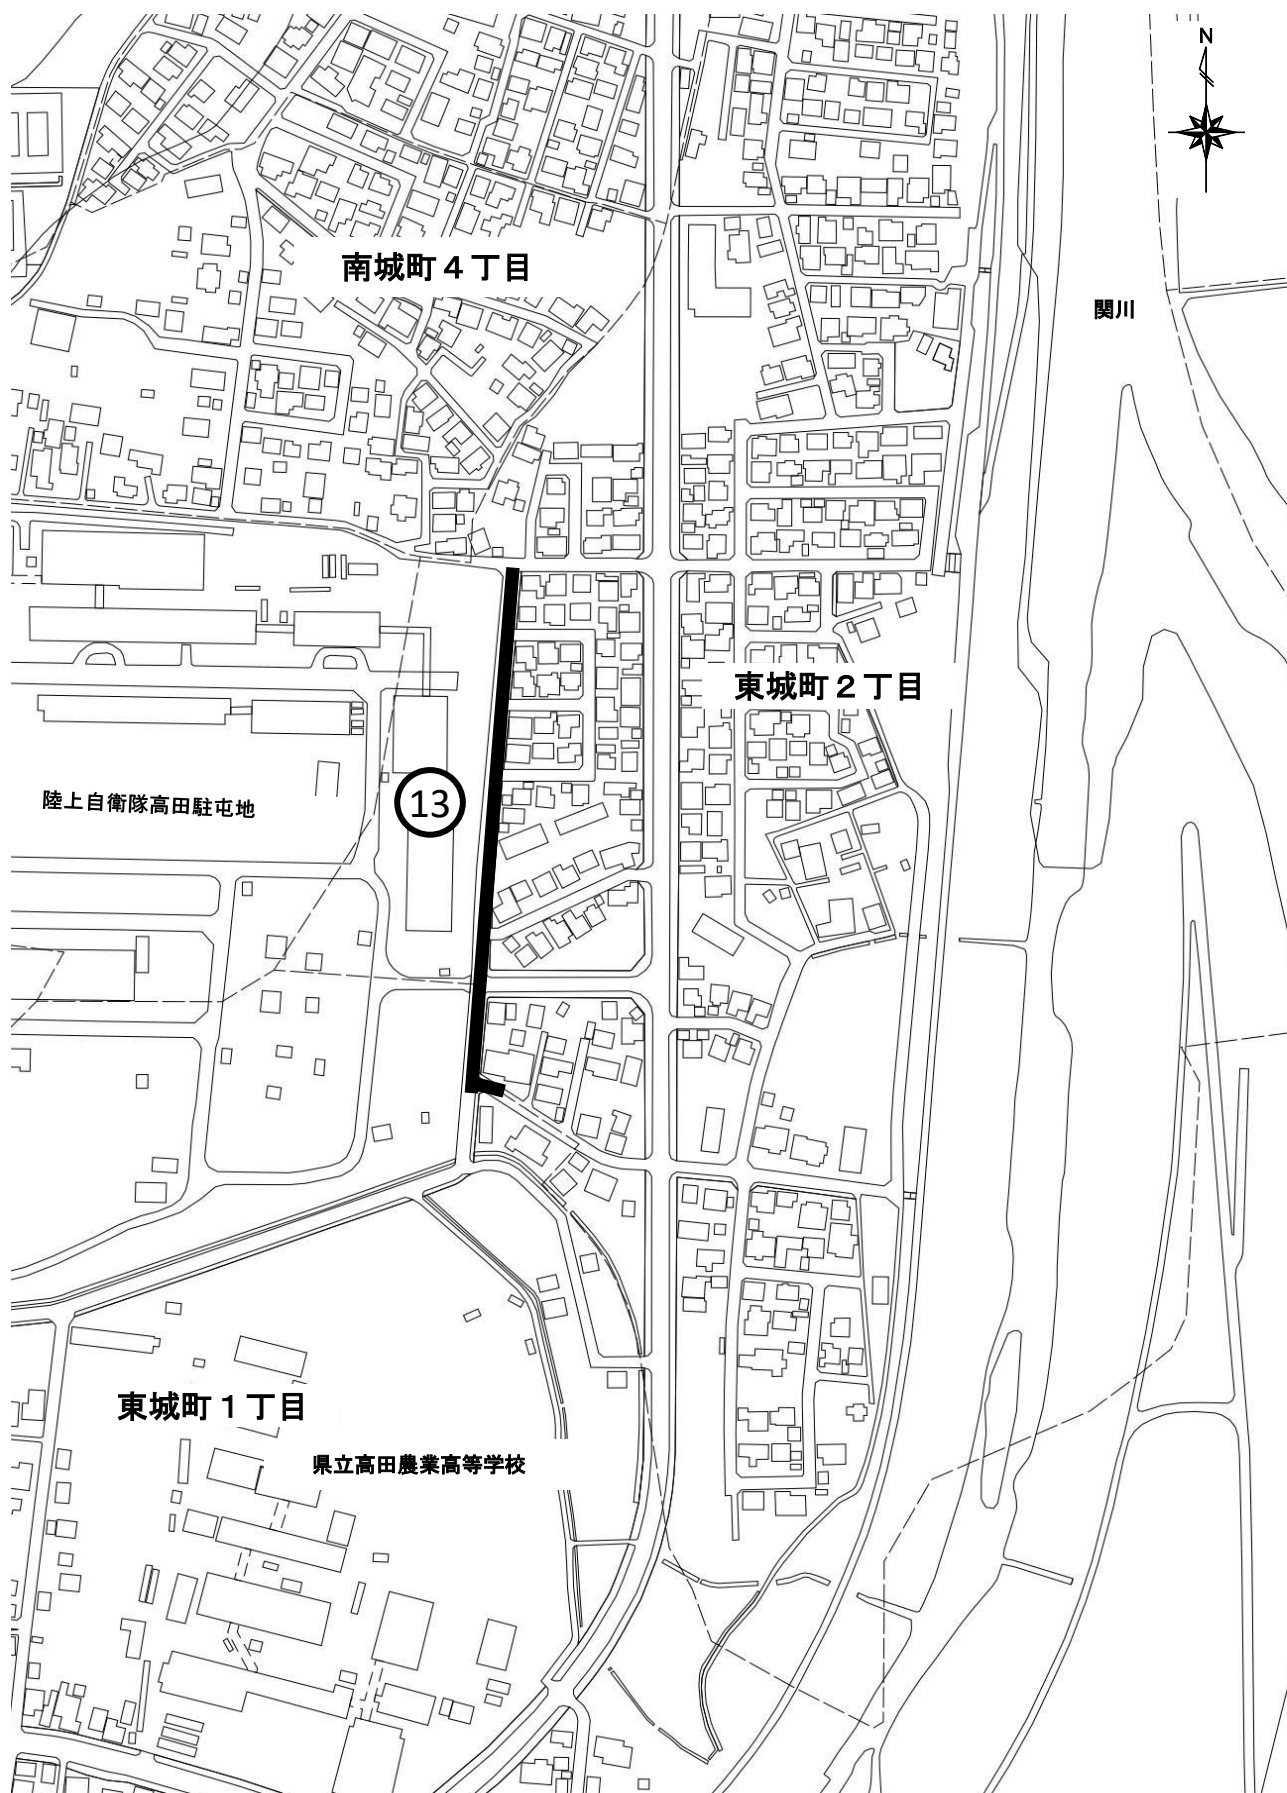 N
南城町４丁目
関川
東城町２丁目
陸上自衛隊高田駐屯地
13
東城町１丁目
県立高田農業高等学校